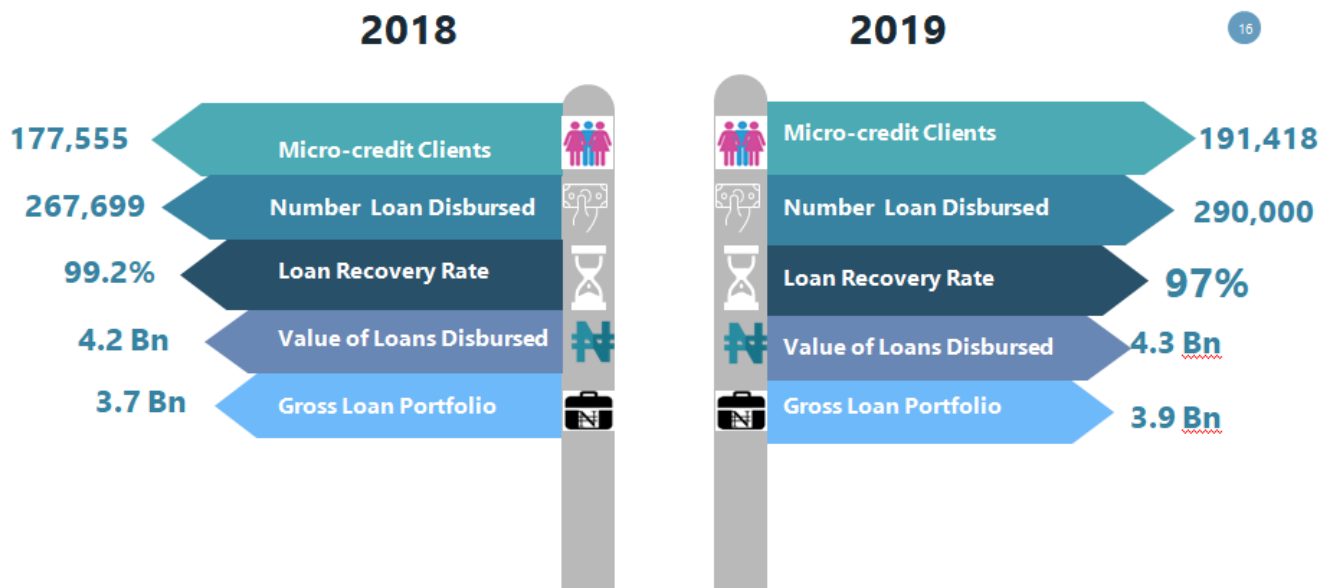 2018
2019
16
177,555
Micro-credit Clients
267,699
Number Loan Disbursed
99.2%
Loan Recovery Rate
4.2 Bn
Value of Loans Disbursed
₦
3.7 Bn
Gross Loan Portfolio
₦
Micro-credit Clients
191,418
Number Loan Disbursed
290,000
Loan Recovery Rate
97%
₦
Value of Loans Disbursed
4.3 Bn
₦
Gross Loan Portfolio
3.9 Bn